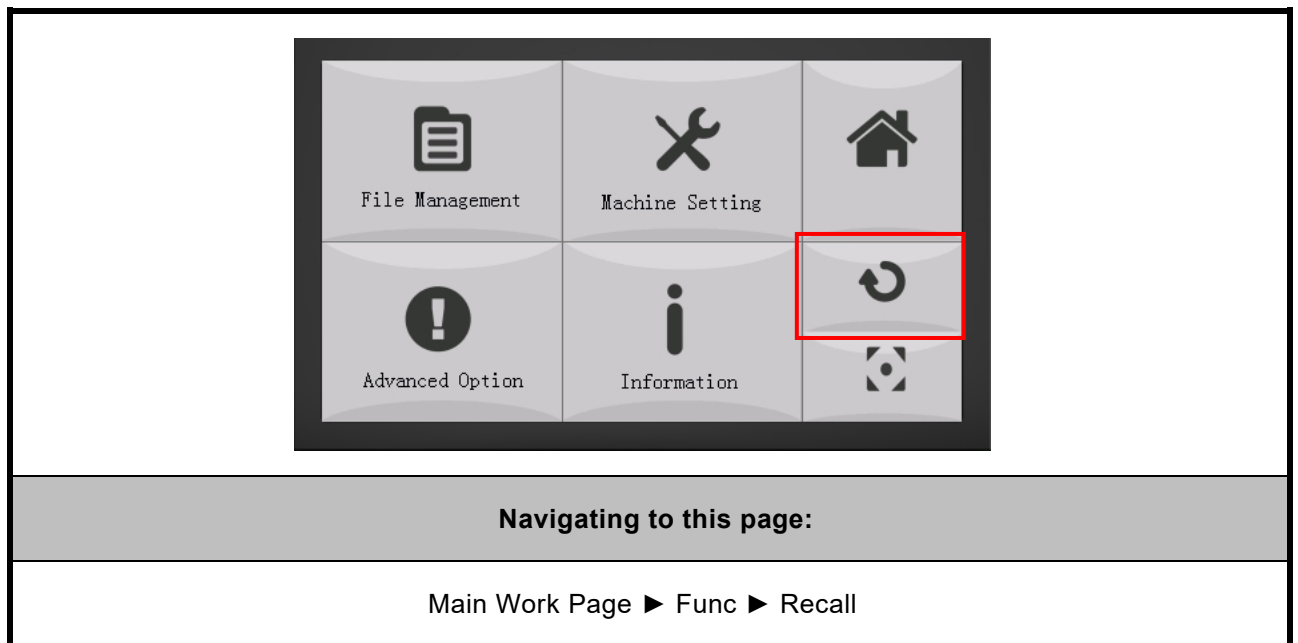 File Management
Machine Setting
Advanced Option
Information
Navigating to this page:
Main Work Page ► Func ► Recall